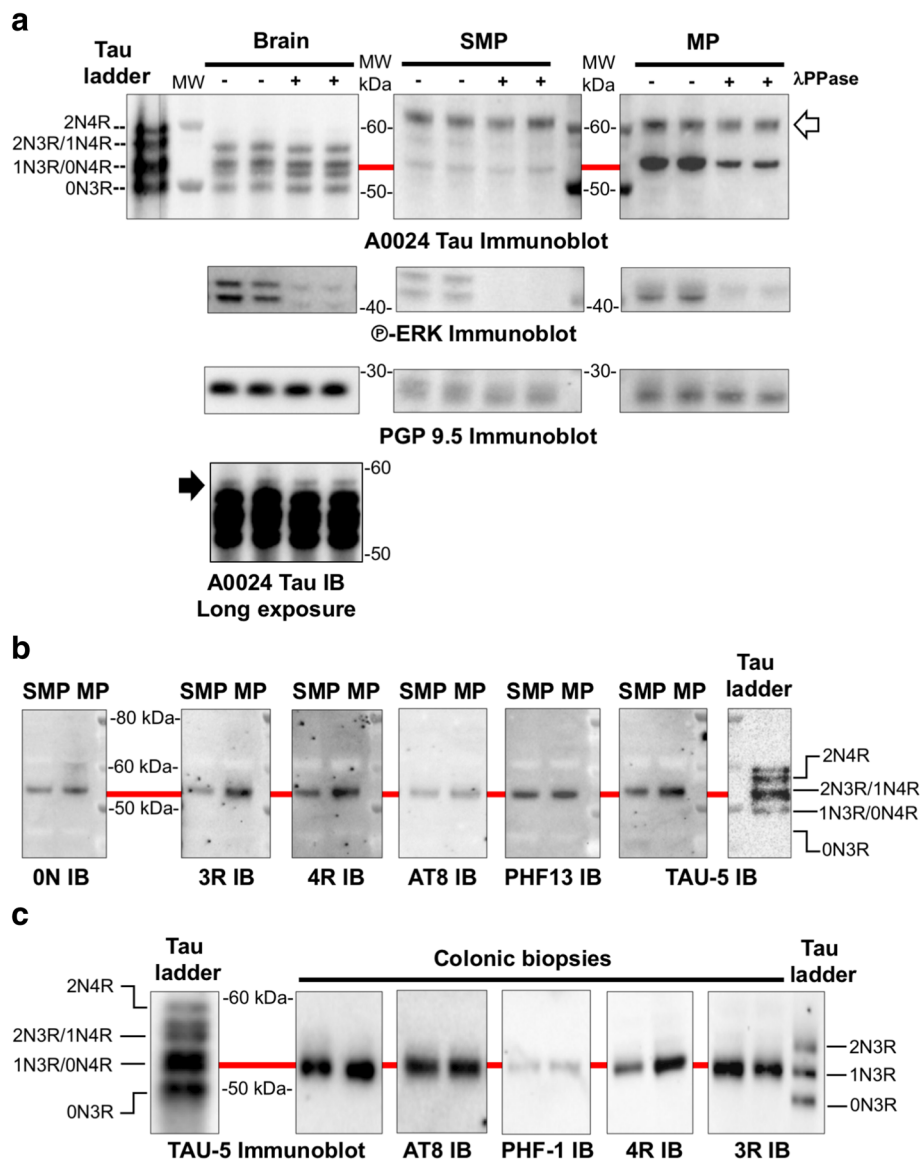 a
Brain SMP MP
Tau ladder MW - - + + MW kDa - - + + MW kDa - - + + λPPase
2N4R -60- -60-
2N3R/1N4R
1N3R/0N4R
0N3R -50- -50-
A0024 Tau Immunoblot
-40- -40-
Ⓟ-ERK Immunoblot
-30- -30-
PGP 9.5 Immunoblot
-60
-50
A0024 Tau IB
Long exposure
b
SMP MP SMP MP SMP MP SMP MP SMP MP SMP MP Tau ladder
-80 kDa-
-60 kDa-
-50 kDa-
2N4R
2N3R/1N4R
1N3R/0N4R
0N3R
0N IB 3R IB 4R IB AT8 IB PHF13 IB TAU-5 IB
c
Tau ladder Colonic biopsies Tau ladder
2N4R -60 kDa-
2N3R/1N4R 2N3R
1N3R/0N4R 1N3R
-50 kDa-
0N3R 0N3R
TAU-5 Immunoblot AT8 IB PHF-1 IB 4R IB 3R IB